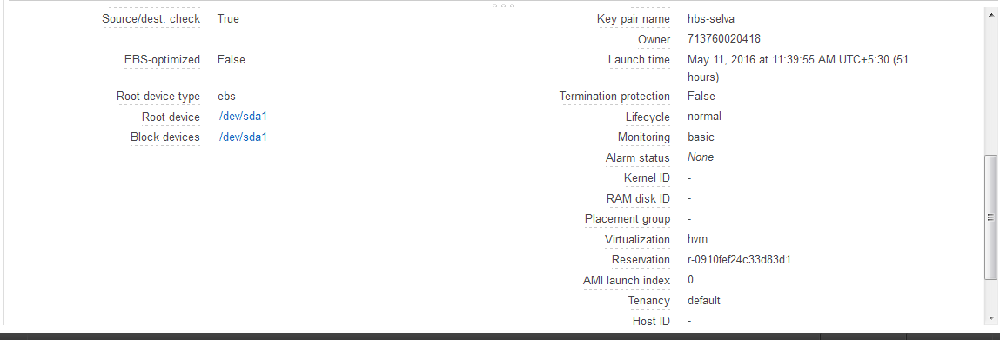 Source/dest. check True
EBS-optimized False
Root device type ebs
Root device /dev/sda1
Block devices /dev/sda1
Key pair name hbs-selva
Owner 713760020418
Launch time May 11, 2016 at 11:39:55 AM UTC+5:30 (51
hours)
Termination protection False
Lifecycle normal
Monitoring basic
Alarm status None
Kernel ID -
RAM disk ID -
Placement group -
Virtualization hvm
Reservation r-0910fef24c33d83d1
AMI launch index 0
Tenancy default
Host ID -